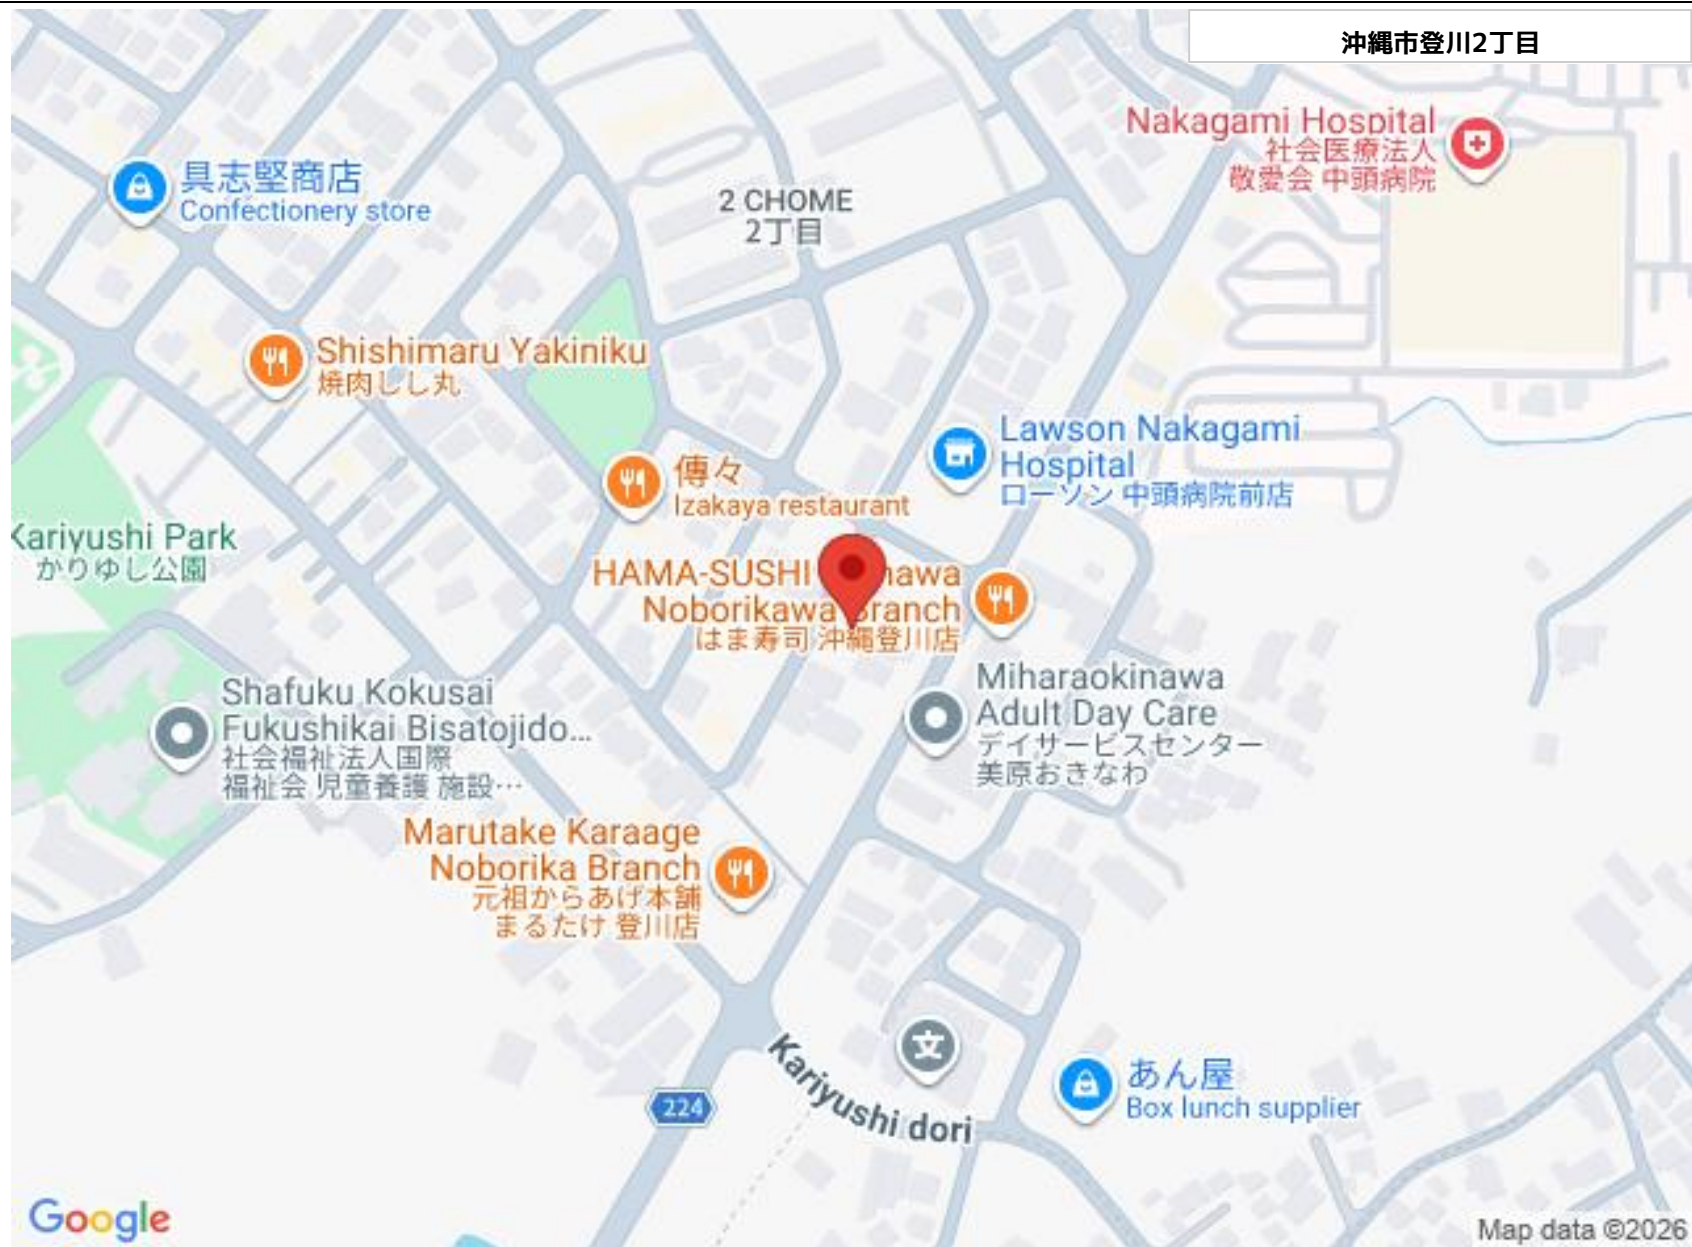 沖縄市登川2丁目
Nakagami Hospital
社会医療法人
敬愛会 中頭病院
具志堅商店
Confectionery store
2 CHOME
2丁目
Shishimaru Yakiniku
焼肉しし丸
Lawson Nakagami
Hospital
ローソン 中頭病院前店
傳々
Izakaya restaurant
Kariyushi Park
かりゆし公園
HAMA-SUSHI
Noborikawa
はま寿司 沖縄登川店
Miharaokinawa
Adult Day Care
デイサービスセンター
美原おきなわ
Shafuku Kokusai
Fukushikai Bisatojido...
社会福祉法人国際
福祉会 児童養護 施設…
Marutake Karaage
Noborika Branch
元祖からあげ本舗
まるたけ 登川店
文
Kariyushi dori
224
あん屋
Box lunch supplier
Google
Map data ©2026